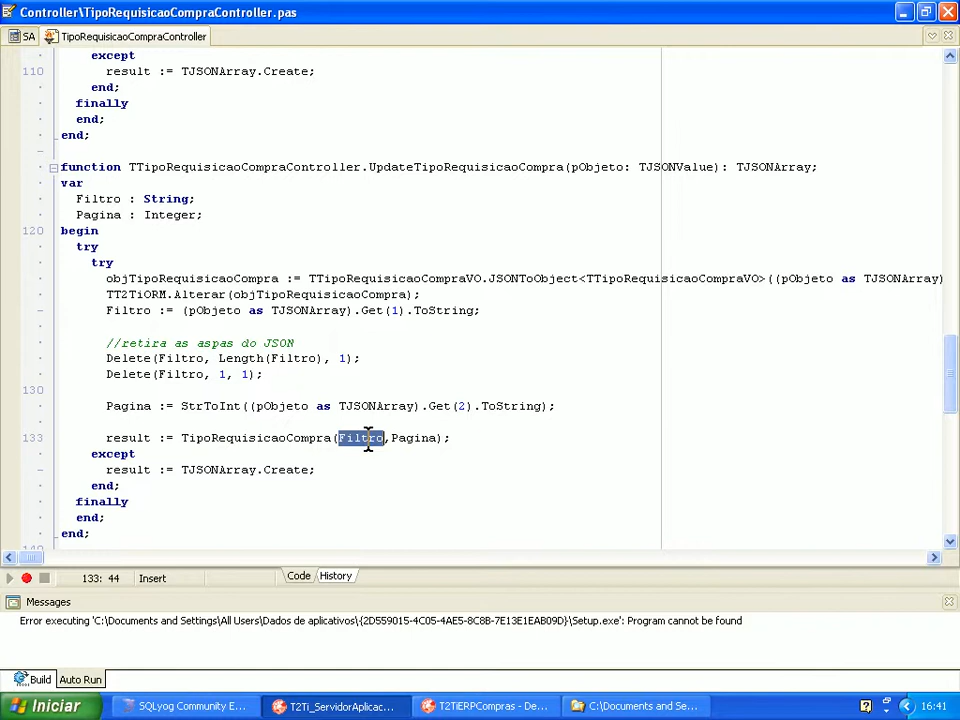 Controller\TipoRequisicaoCompraController.pas
SA
TipoRequisicaoCompraController
except
110 result := TJSONArray.Create;
end;
finally
end;
end;
function TTipoRequisicaoCompraController.UpdateTipoRequisicaoCompra(pObjeto: TJSONValue): TJSONArray;
var
Filtro : String;
Pagina : Integer;
120 begin
try
try
objTipoRequisicaoCompra := TTipoRequisicaoCompraVO.JSONToObject<TTipoRequisicaoCompraVO>((pObjeto as TJSONArray)
TT2TiORM.Alterar(objTipoRequisicaoCompra);
Filtro := (pObjeto as TJSONArray).Get(1).ToString;
//retira as aspas do JSON
Delete(Filtro, Length(Filtro), 1);
Delete(Filtro, 1, 1);
130
Pagina := StrToInt((pObjeto as TJSONArray).Get(2).ToString);
133 result := TipoRequisicaoCompra(Filtro,Pagina);
except
result := TJSONArray.Create;
end;
finally
end;
end;
140
133: 44
Insert
Code
History
Messages
Error executing 'C:\Documents and Settings\All Users\Dados de aplicativos\{2D559015-4C05-4AE5-8C8B-7E13E1EAB09D}\Setup.exe': Program cannot be found
Build
Auto Run
Iniciar
SQLyog Community E...
T2Ti_ServidorAplicac...
T2TiERPCompras - De...
C:\Documents and Se...
16:41